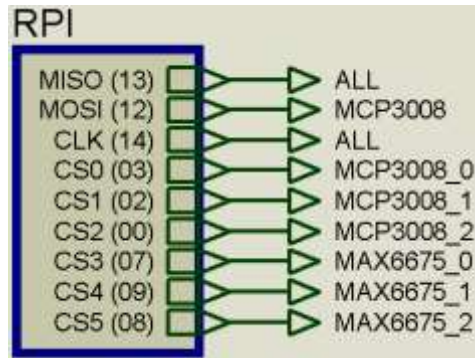 RPI
MISO (13) ALL
MOSI (12) MCP3008
CLK (14) ALL
CS0 (03) MCP3008_0
CS1 (02) MCP3008_1
CS2 (00) MCP3008_2
CS3 (07) MAX6675_0
CS4 (09) MAX6675_1
CS5 (08) MAX6675_2